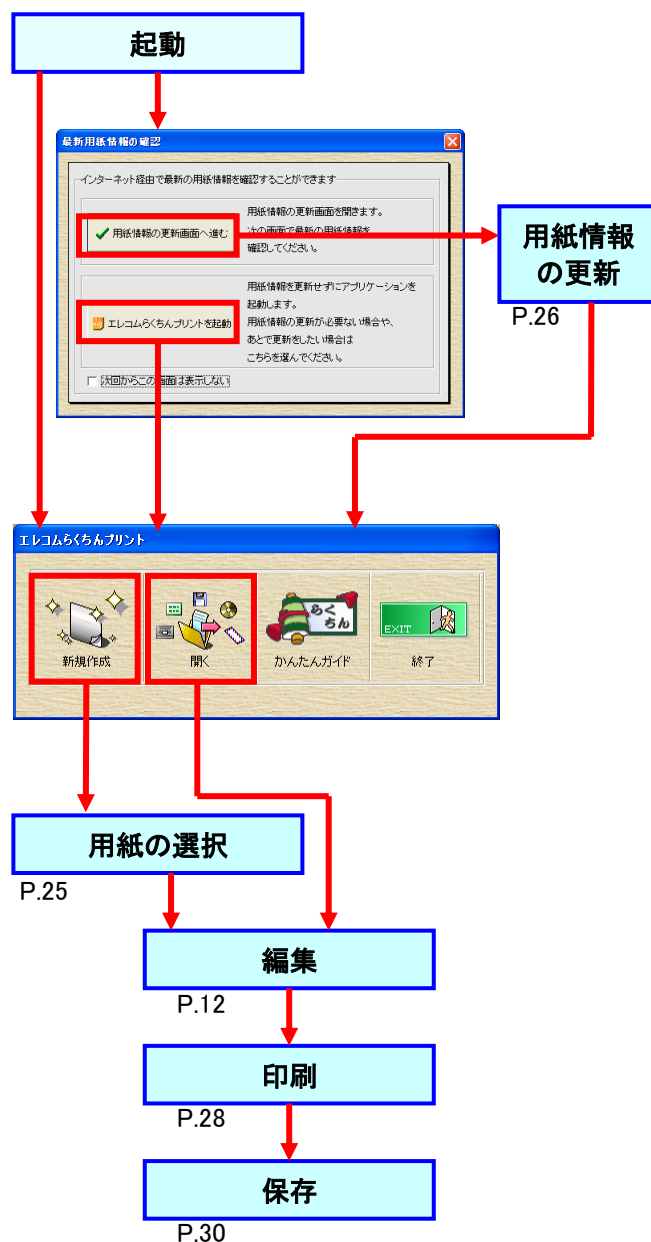 起動
最新用紙情報の確認
インターネット経由で最新の用紙情報を確認することができます
用紙情報の更新画面へ進む
用紙情報の更新画面を開きます。
次の画面で最新の用紙情報を
確認してください。
用紙情報
の更新
P.26
エレコムらくちんプリントを起動
用紙情報を更新せずにアプリケーションを
起動します。
用紙情報の更新が必要ない場合や、
あとで更新をしたい場合は
こちらを選んでください。
次回からこの画面は表示しない
エレコムらくちんプリント
らく
ちん
EXIT
新規作成
開く
かんたんガイド
終了
用紙の選択
P.25
編集
P.12
印刷
P.28
保存
P.30